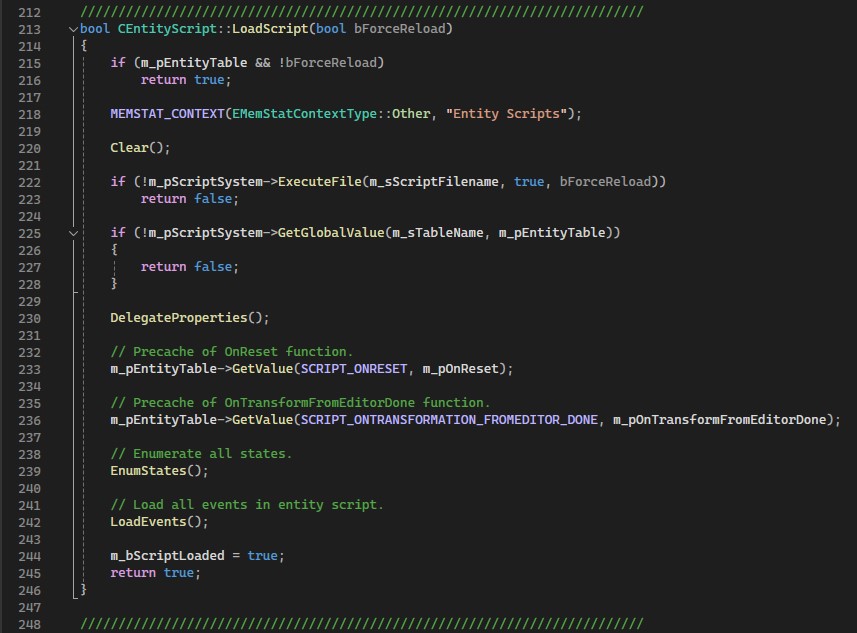 212 //////////////////////////////////////////////////////////////////////////
213 bool CEntityScript::LoadScript(bool bForceReload)
214 {
215 if (m_pEntityTable && !bForceReload)
216 return true;
217
218 MEMSTAT_CONTEXT(EMemStatContextType::Other, "Entity Scripts");
219
220 Clear();
221
222 if (!m_pScriptSystem->ExecuteFile(m_sScriptFilename, true, bForceReload))
223 return false;
224
225 if (!m_pScriptSystem->GetGlobalValue(m_sTableName, m_pEntityTable))
226 {
227 return false;
228 }
229
230 DelegateProperties();
231
232 // Precache of OnReset function.
233 m_pEntityTable->GetValue(SCRIPT_ONRESET, m_pOnReset);
234
235 // Precache of OnTransformFromEditorDone function.
236 m_pEntityTable->GetValue(SCRIPT_ONTRANSFORMATION_FROMEDITOR_DONE, m_pOnTransformFromEditorDone);
237
238 // Enumerate all states.
239 EnumStates();
240
241 // Load all events in entity script.
242 LoadEvents();
243
244 m_bScriptLoaded = true;
245 return true;
246 }
247
248 //////////////////////////////////////////////////////////////////////////